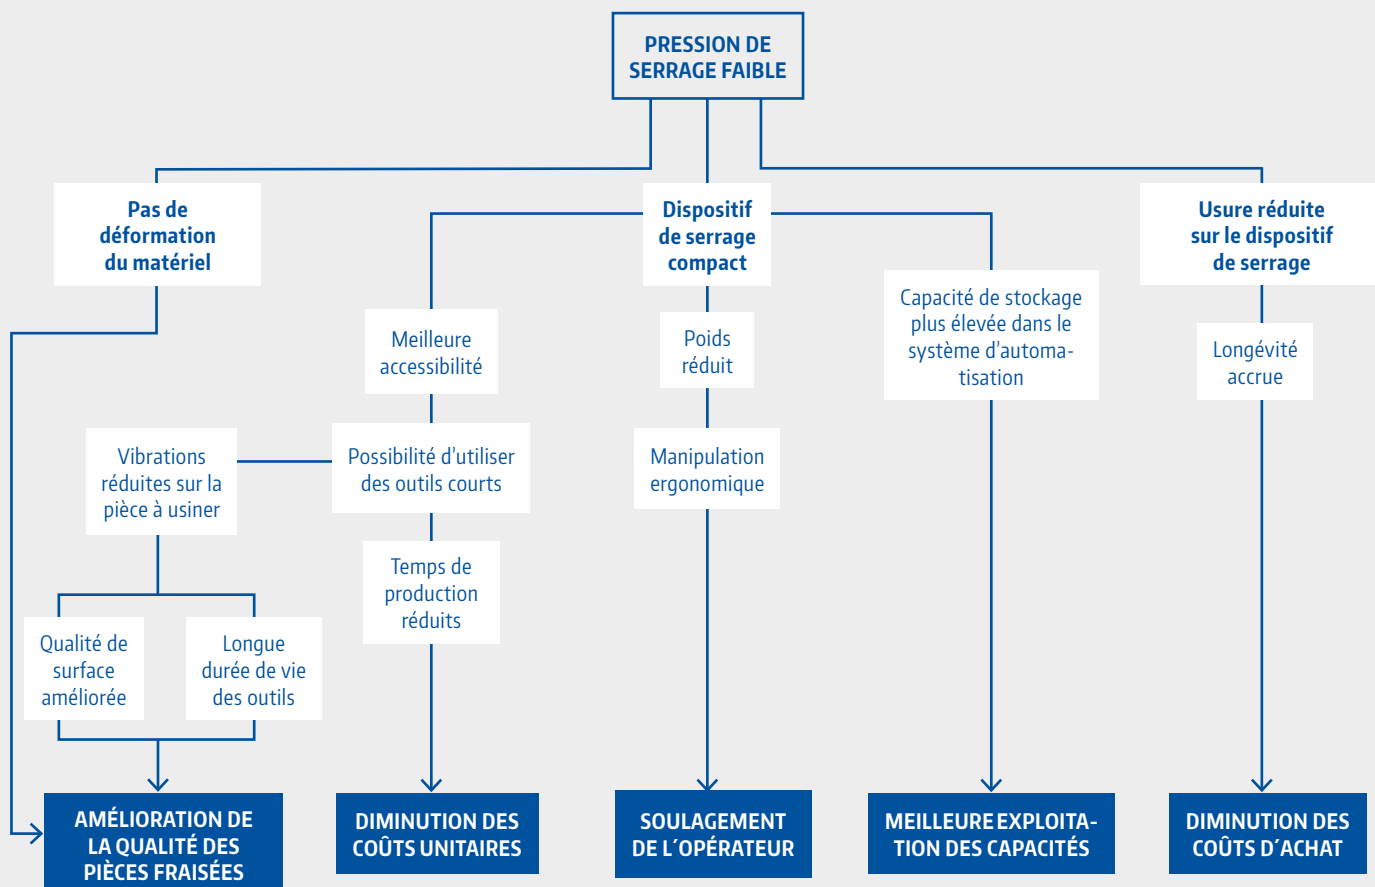 PRESSION DE
SERRAGE FAIBLE
Pas de
déformation
du matériel
Dispositif
de serrage
compact
Usure réduite
sur le dispositif
de serrage
Meilleure
accessibilité
Poids
réduit
Capacité de stockage
plus élevée dans le
système d'automa-
tisation
Longévité
accrue
Vibrations
réduites sur la
pièce à usiner
Possibilité d'utiliser
des outils courts
Manipulation
ergonomique
Temps de
production
réduits
Qualité de
surface
améliorée
Longue
durée de vie
des outils
AMÉLIORATION DE
LA QUALITÉ DES
PIÈCES FRAISÉES
DIMINUTION DES
COÛTS UNITAIRES
SOULAGEMENT
DE L´OPÉRATEUR
MEILLEURE EXPLOITA-
TION DES CAPACITÉS
DIMINUTION DES
COÛTS D´ACHAT